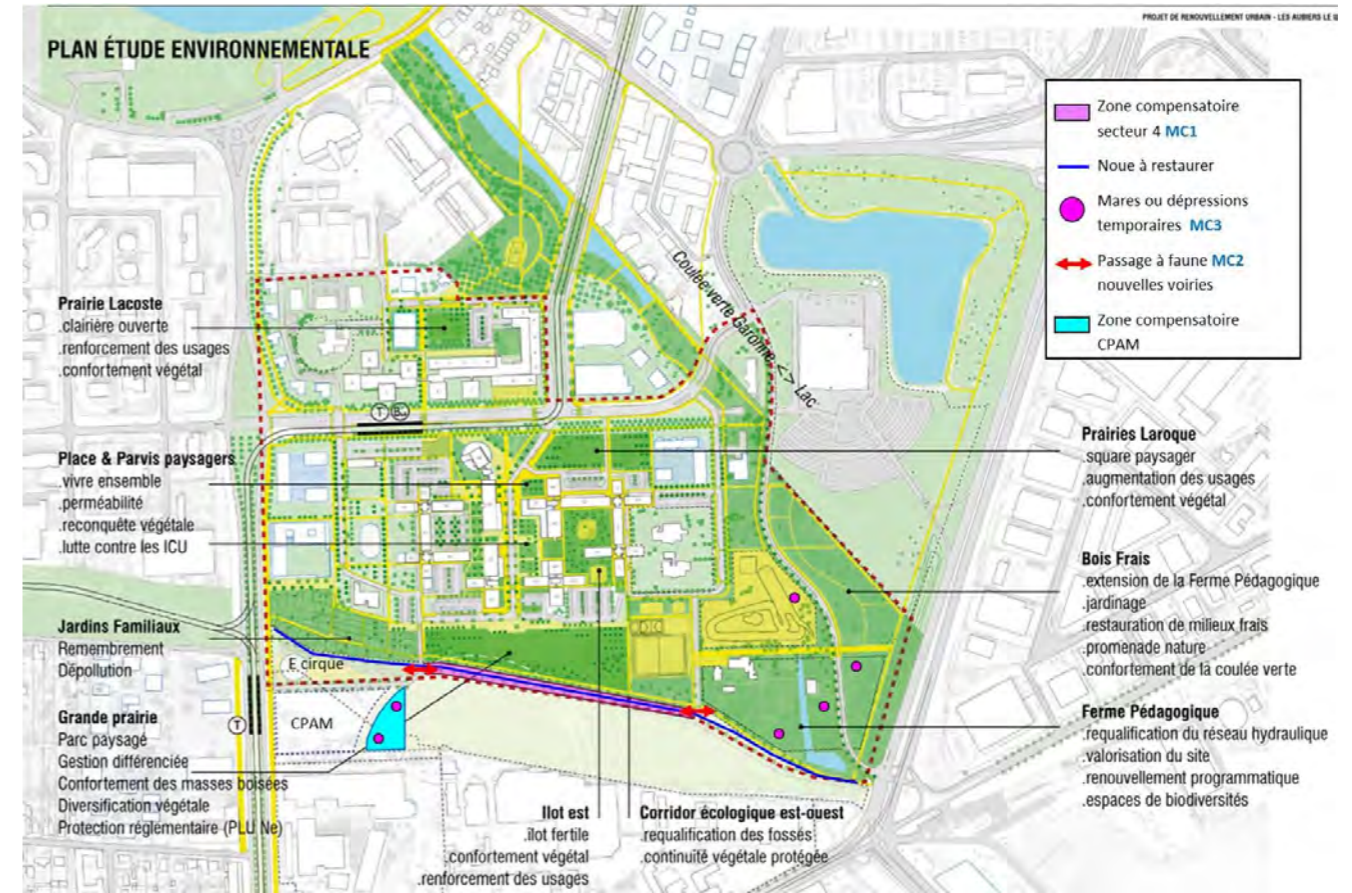 PROJET DE RENOUVELLEMENT URBAIN - LES AUBIERS LE
PLAN ÉTUDE ENVIRONNEMENTALE
Zone compensatoire
secteur 4 MC1
Noue à restaurer
Mares ou dépressions
temporaires MC3
Passage à faune MC2
nouvelles voiries
Zone compensatoire
CPAM
Coulée verte Garonne <> Lac
Prairie Lacoste
.clairière ouverte
.renforcement des usages
.confortement végétal
T
Place & Parvis paysagers
.vivre ensemble
.perméabilité
.reconquête végétale
.lutte contre les ICU
Prairies Laroque
.square paysager
.augmentation des usages
.confortement végétal
Bois Frais
.extension de la Ferme Pédagogique
.jardinage
.restauration de milieux frais
.promenade nature
.confortement de la coulée verte
Jardins Familiaux
Remembrement
Dépollution
E cirque
CPAM
T
Grande prairie
Parc paysagé
Gestion différenciée
Confortement des masses boisées
Diversification végétale
Protection réglementaire (PLU Ne)
Ferme Pédagogique
.requalification du réseau hydraulique
.valorisation du site
.renouvellement programmatique
.espaces de biodiversités
Ilot est
.ilot fertile
.confortement végétal
.renforcement des usages
Corridor écologique est-ouest
.requalification des fossés
.continuité végétale protégée